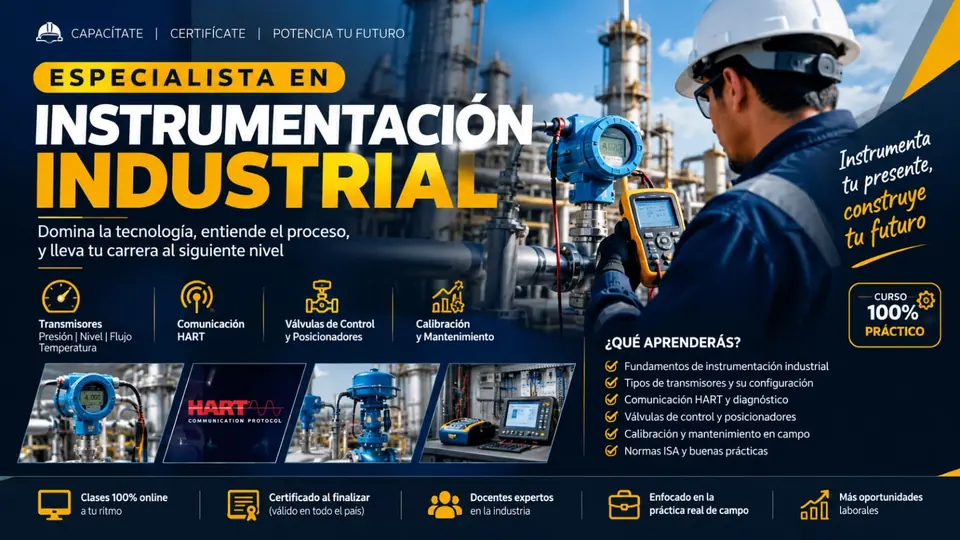 CAPACÍTATE | CERTIFÍCATE | POTENCIA TU FUTURO
ESPECIALISTA EN
INSTRUMENTACIÓN
INDUSTRIAL
Domina la tecnología, entiende el proceso,
y lleva tu carrera al siguiente nivel
Instrumenta
tu presente,
construye
tu futuro
CURSO
100%
PRÁCTICO
Transmisores
Presión | Nivel | Flujo
Temperatura
Comunicación
HART
Válvulas de Control
y Posicionadores
Calibración
y Mantenimiento
HART
COMMUNICATION PROTOCOL
¿QUÉ APRENDERÁS?
Fundamentos de instrumentación industrial
Tipos de transmisores y su configuración
Comunicación HART y diagnóstico
Válvulas de control y posicionadores
Calibración y mantenimiento en campo
Normas ISA y buenas prácticas
Clases 100% online
a tu ritmo
Certificado al finalizar
(válido en todo el país)
Docentes expertos
en la industria
Enfocado en la
práctica real de campo
Más oportunidades
laborales